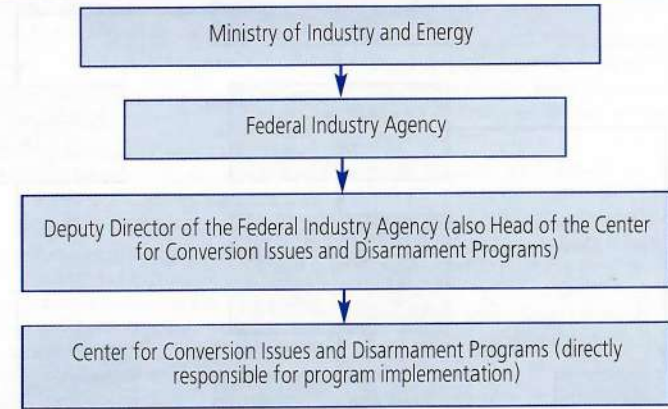 Ministry of Industry and Energy
Federal Industry Agency
Deputy Director of the Federal Industry Agency (also Head of the Center
for Conversion Issues and Disarmament Programs)
Center for Conversion Issues and Disarmament Programs (directly
responsible for program implementation)